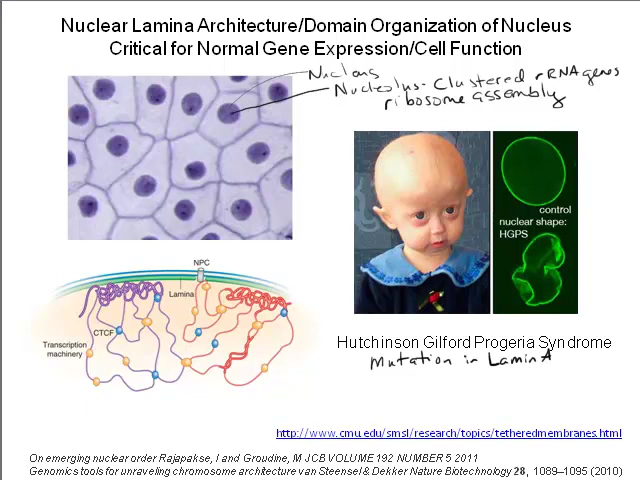 Nuclear Lamina Architecture/Domain Organization of Nucleus
Critical for Normal Gene Expression/Cell Function
Nucleus
Nucleolus - Clustered rRNA genes
ribosome assembly
control
nuclear shape:
HGPS
NPC
Lamina
CTCF
Transcription
machinery
Hutchinson Gilford Progeria Syndrome
Mutation in Lamin A
http://www.cmu.edu/smsl/research/topics/tetheredmembranes.html
On emerging nuclear order Rajapakse, I and Groudine, M JCB VOLUME 192 NUMBER 5 2011
Genomics tools for unraveling chromosome architecture van Steensel & Dekker Nature Biotechnology 28, 1089–1095 (2010)